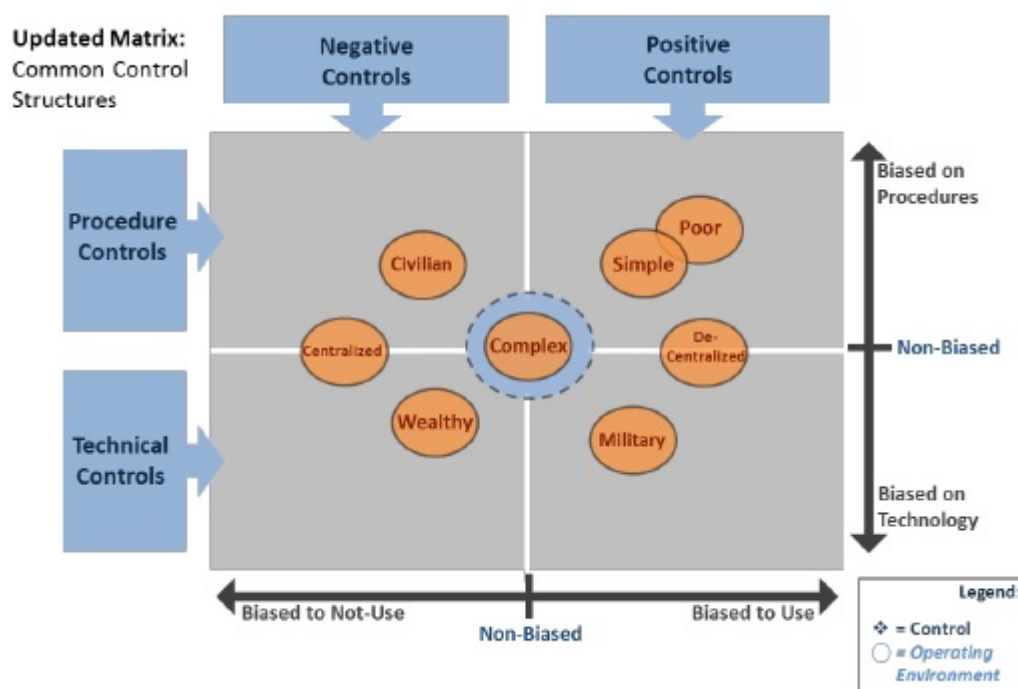 Updated Matrix:
Common Control
Structures
Negative
Controls
Positive
Controls
Procedure
Controls
Technical
Controls
Poor
Simple
Civilian
Complex
Centralized
De-
Centralized
Wealthy
Military
Biased on
Procedures
Non-Biased
Biased on
Technology
Biased to Not-Use
Non-Biased
Biased to Use
Legend:
❖ = Control
○ = Operating
Environment